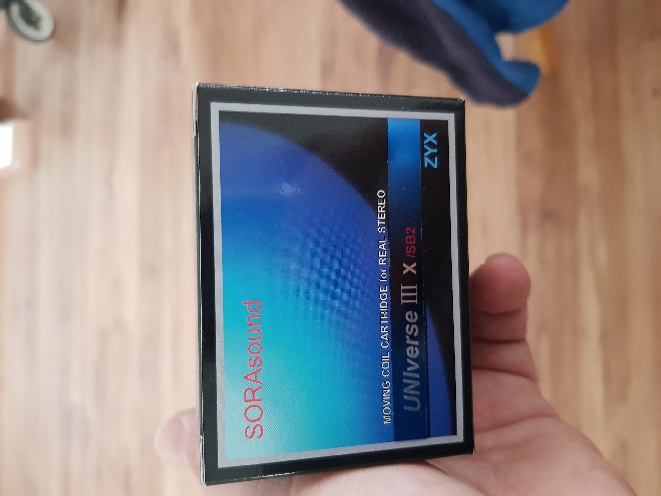 SORAsound
MOVING COIL CARTRIDGE for REAL STEREO
UNIverse III X /SB2
ZYX